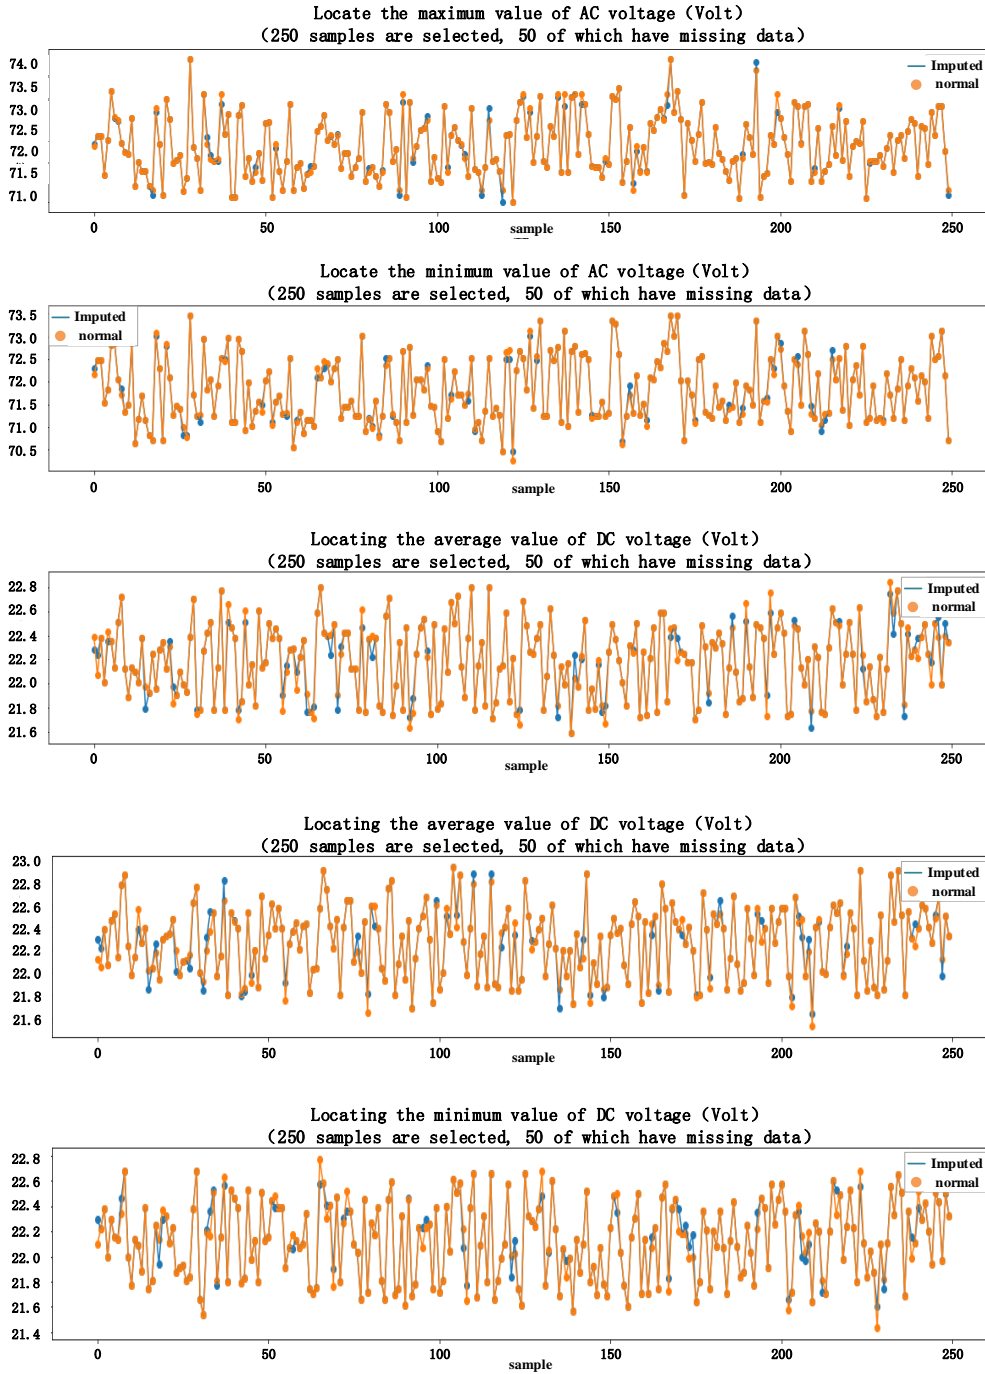 Locate the maximum value of AC voltage (Volt)
(250 samples are selected, 50 of which have missing data)
74.0
73.5
73.0
72.5
72.0
71.5
71.0
Imputed
normal
0 50 100 150 200 250
sample
Locate the minimum value of AC voltage (Volt)
(250 samples are selected, 50 of which have missing data)
73.5
73.0
72.5
72.0
71.5
71.0
70.5
Imputed
normal
0 50 100 150 200 250
sample
Locating the average value of DC voltage (Volt)
(250 samples are selected, 50 of which have missing data)
22.8
22.6
22.4
22.2
22.0
21.8
21.6
Imputed
normal
0 50 100 150 200 250
sample
Locating the average value of DC voltage (Volt)
(250 samples are selected, 50 of which have missing data)
23.0
22.8
22.6
22.4
22.2
22.0
21.8
21.6
Imputed
normal
0 50 100 150 200 250
sample
Locating the minimum value of DC voltage (Volt)
(250 samples are selected, 50 of which have missing data)
22.8
22.6
22.4
22.2
22.0
21.8
21.6
21.4
Imputed
normal
0 50 100 150 200 250
sample